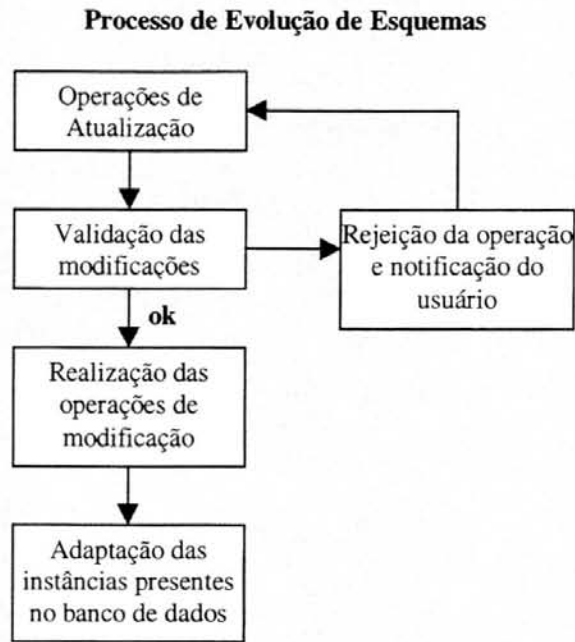 Processo de Evolução de Esquemas
Operações de
Atualização
Validação das
modificações
Rejeição da operação
e notificação do
usuário
ok
Realização das
operações de
modificação
Adaptação das
instâncias presentes
no banco de dados